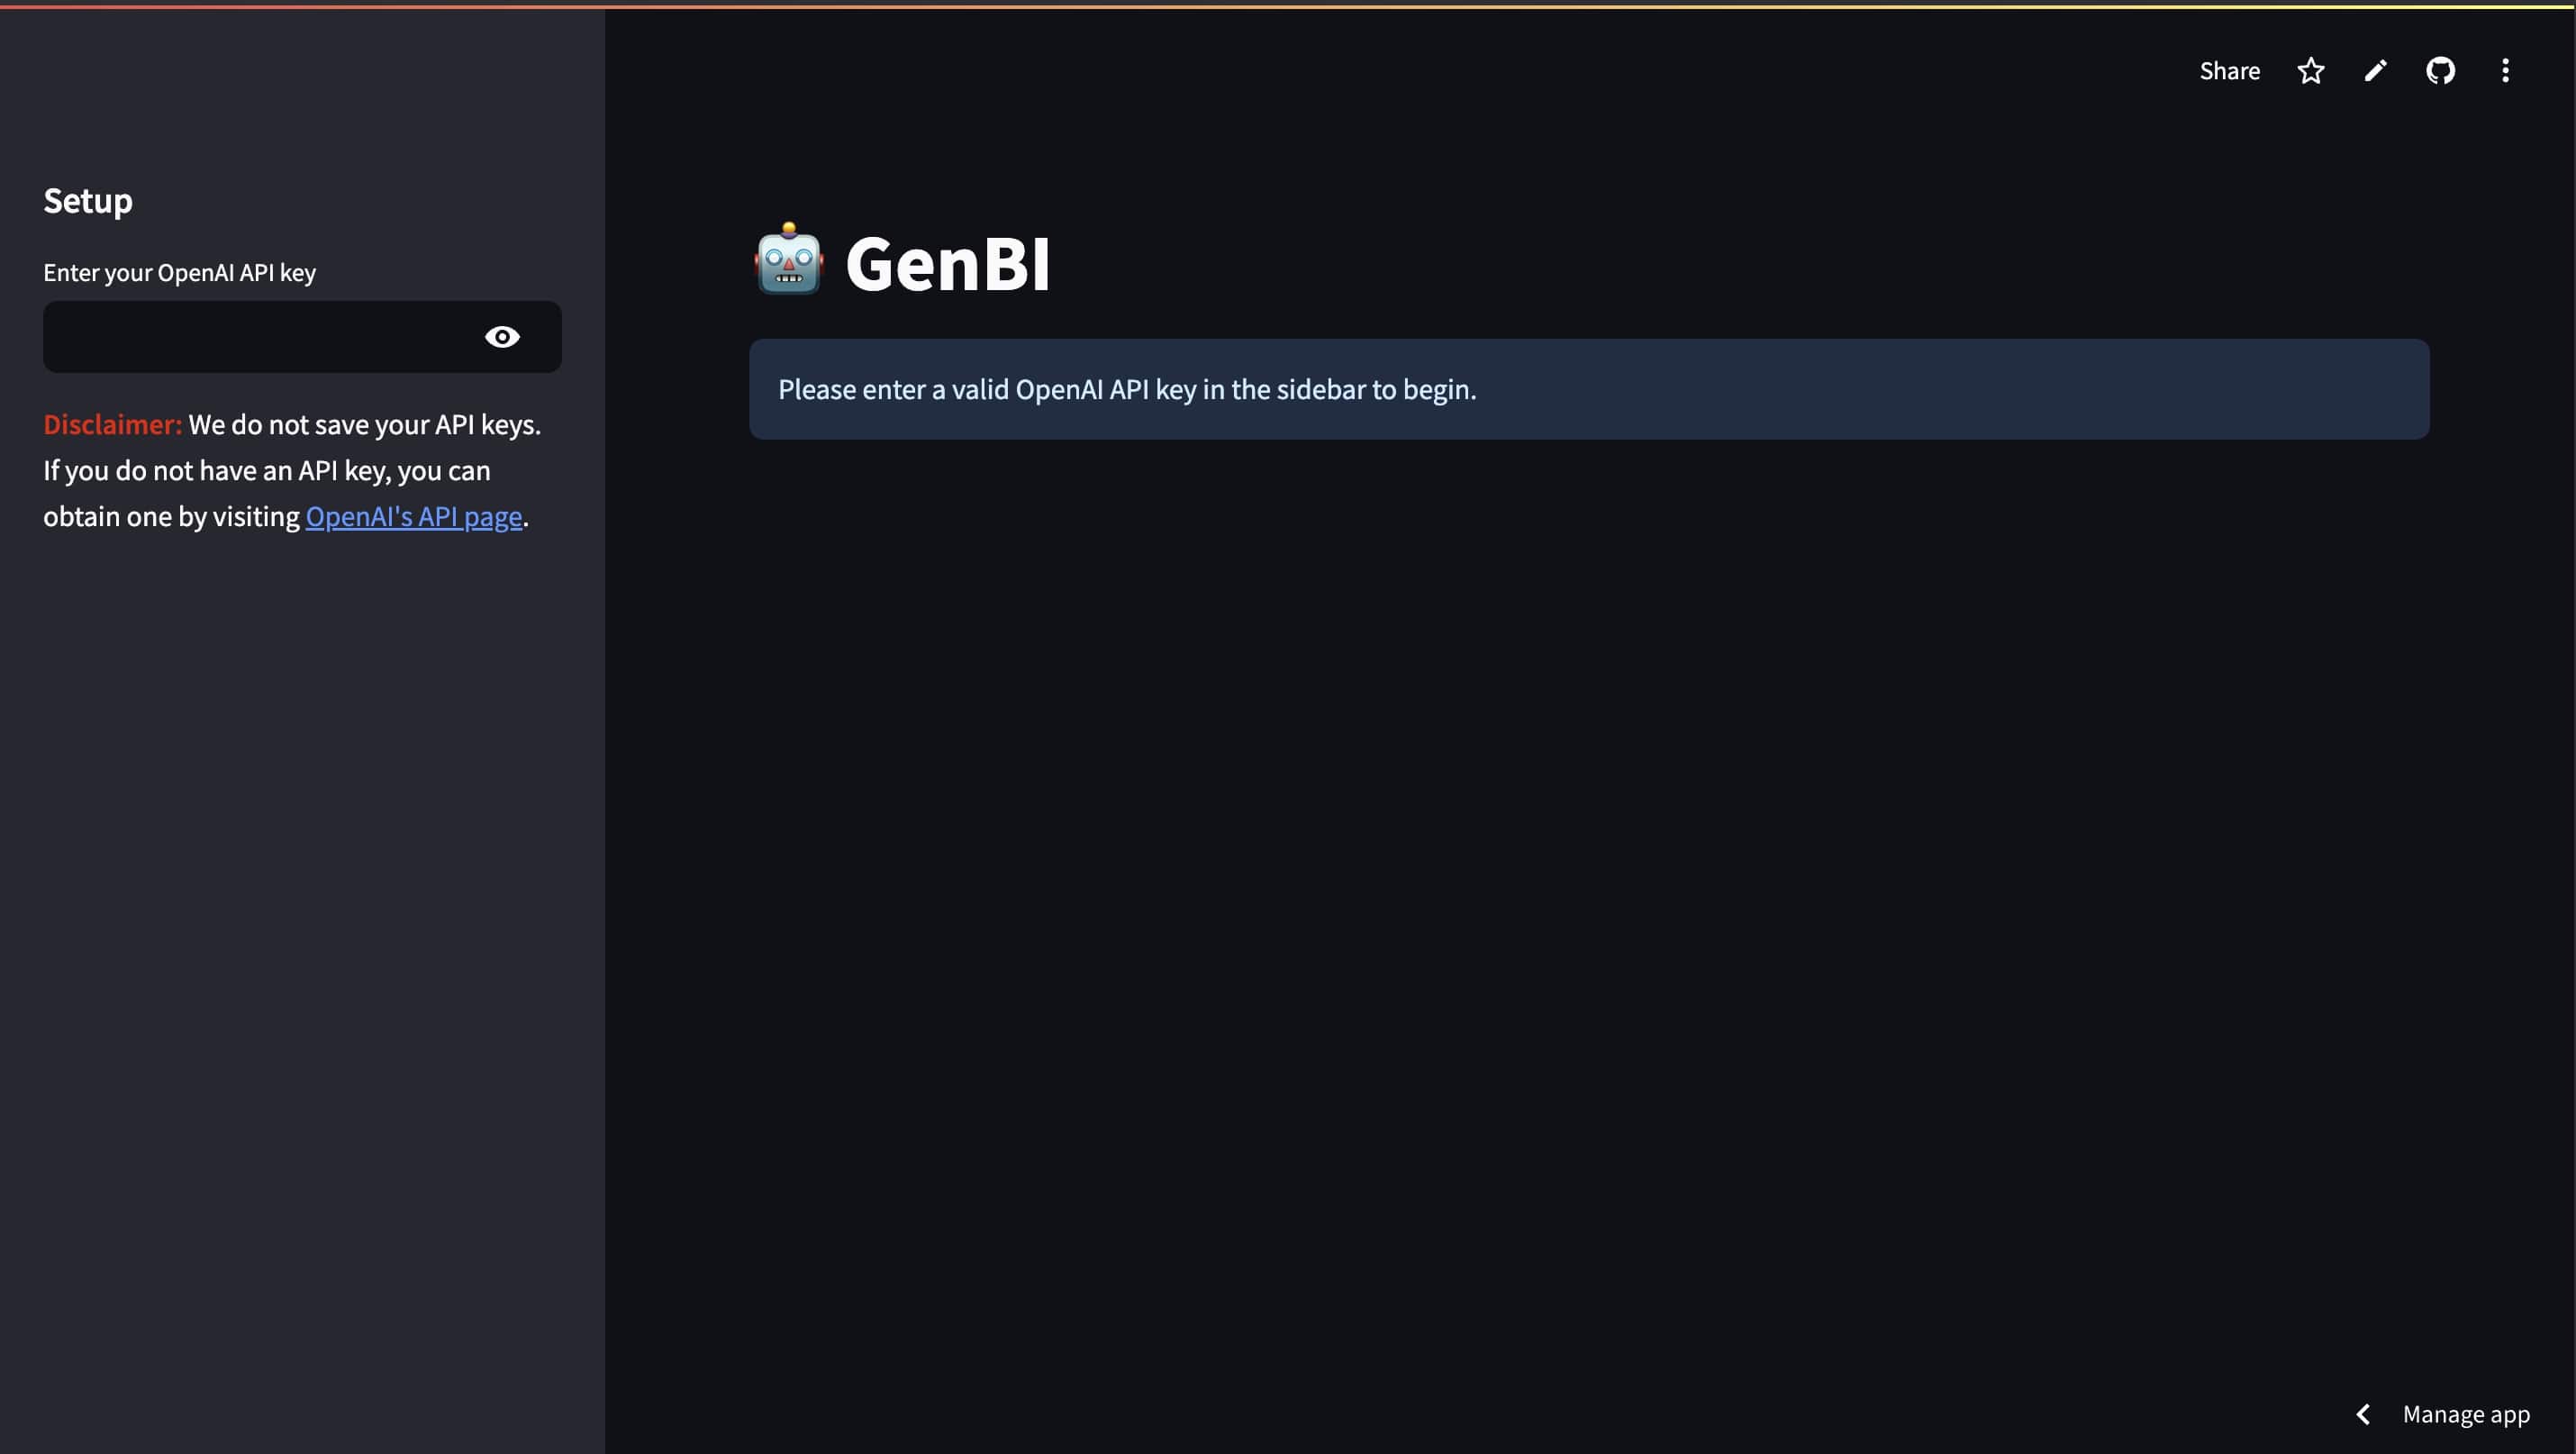 Share
Setup
Enter your OpenAI API key
Disclaimer: We do not save your API keys.
If you do not have an API key, you can
obtain one by visiting OpenAI's API page.
GenBI
Please enter a valid OpenAI API key in the sidebar to begin.
Manage app